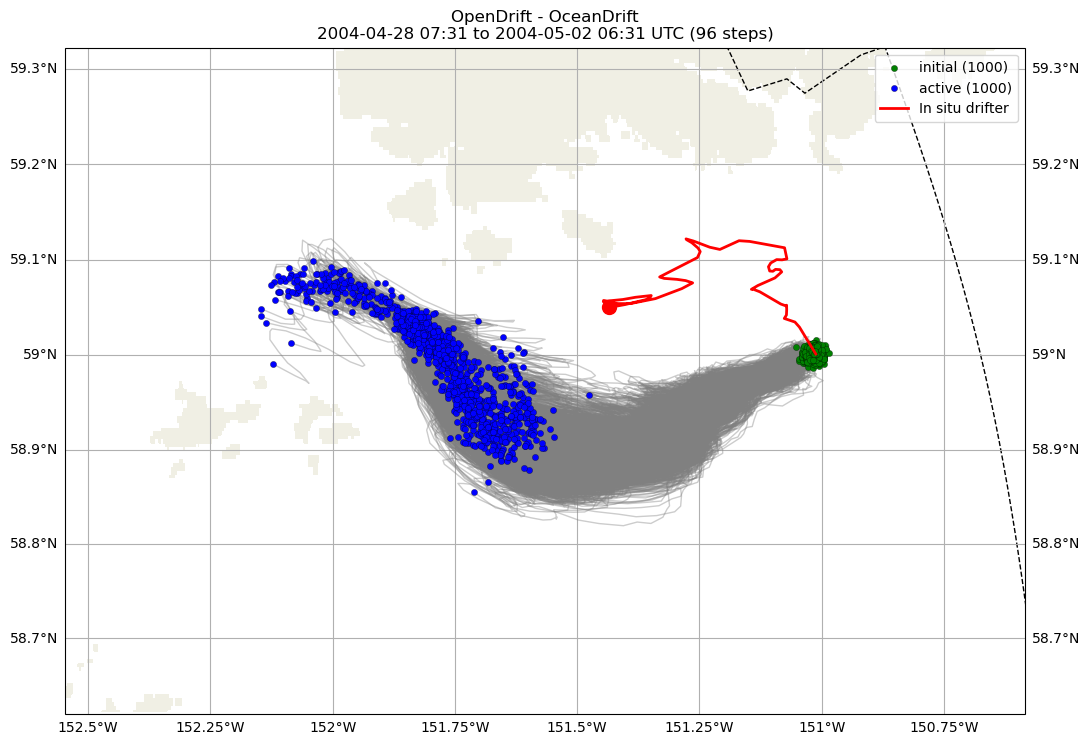 OpenDrift - OceanDrift
2004-04-28 07:31 to 2004-05-02 06:31 UTC (96 steps)
initial (1000)
active (1000)
In situ drifter
59.3°N
59.3°N
59.2°N
59.2°N
59.1°N
59.1°N
59°N
59°N
58.9°N
58.9°N
58.8°N
58.8°N
58.7°N
58.7°N
152.5°W 152.25°W 152°W 151.75°W 151.5°W 151.25°W 151°W 150.75°W